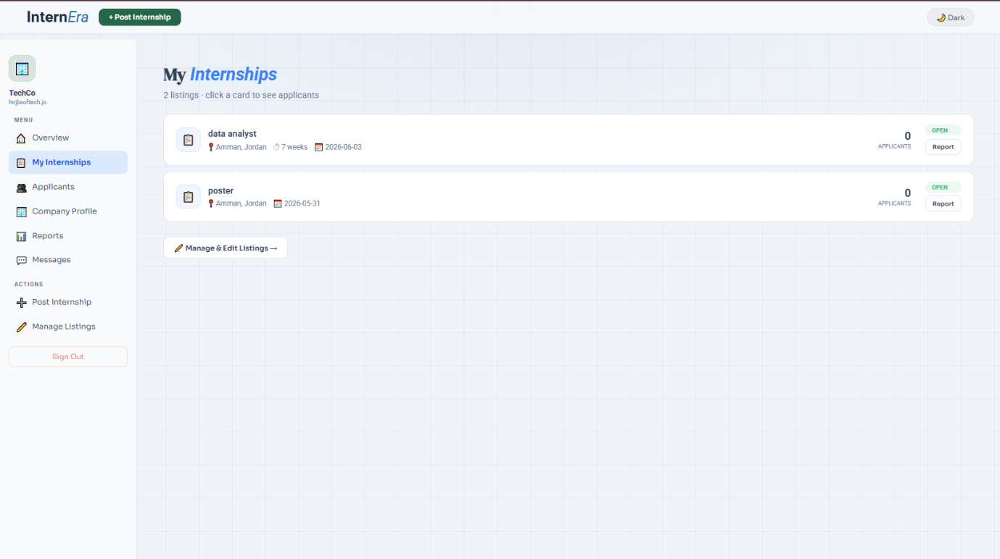 InternEra
+ Post Internship
Dark
TechCo
hr@softech.jo
MENU
Overview
My Internships
Applicants
Company Profile
Reports
Messages
ACTIONS
Post Internship
Manage Listings
Sign Out
My Internships
2 listings · click a card to see applicants
data analyst
Amman, Jordan 7 weeks 2026-06-03
0
APPLICANTS
OPEN
Report
poster
Amman, Jordan 2026-05-31
0
APPLICANTS
OPEN
Report
Manage & Edit Listings →